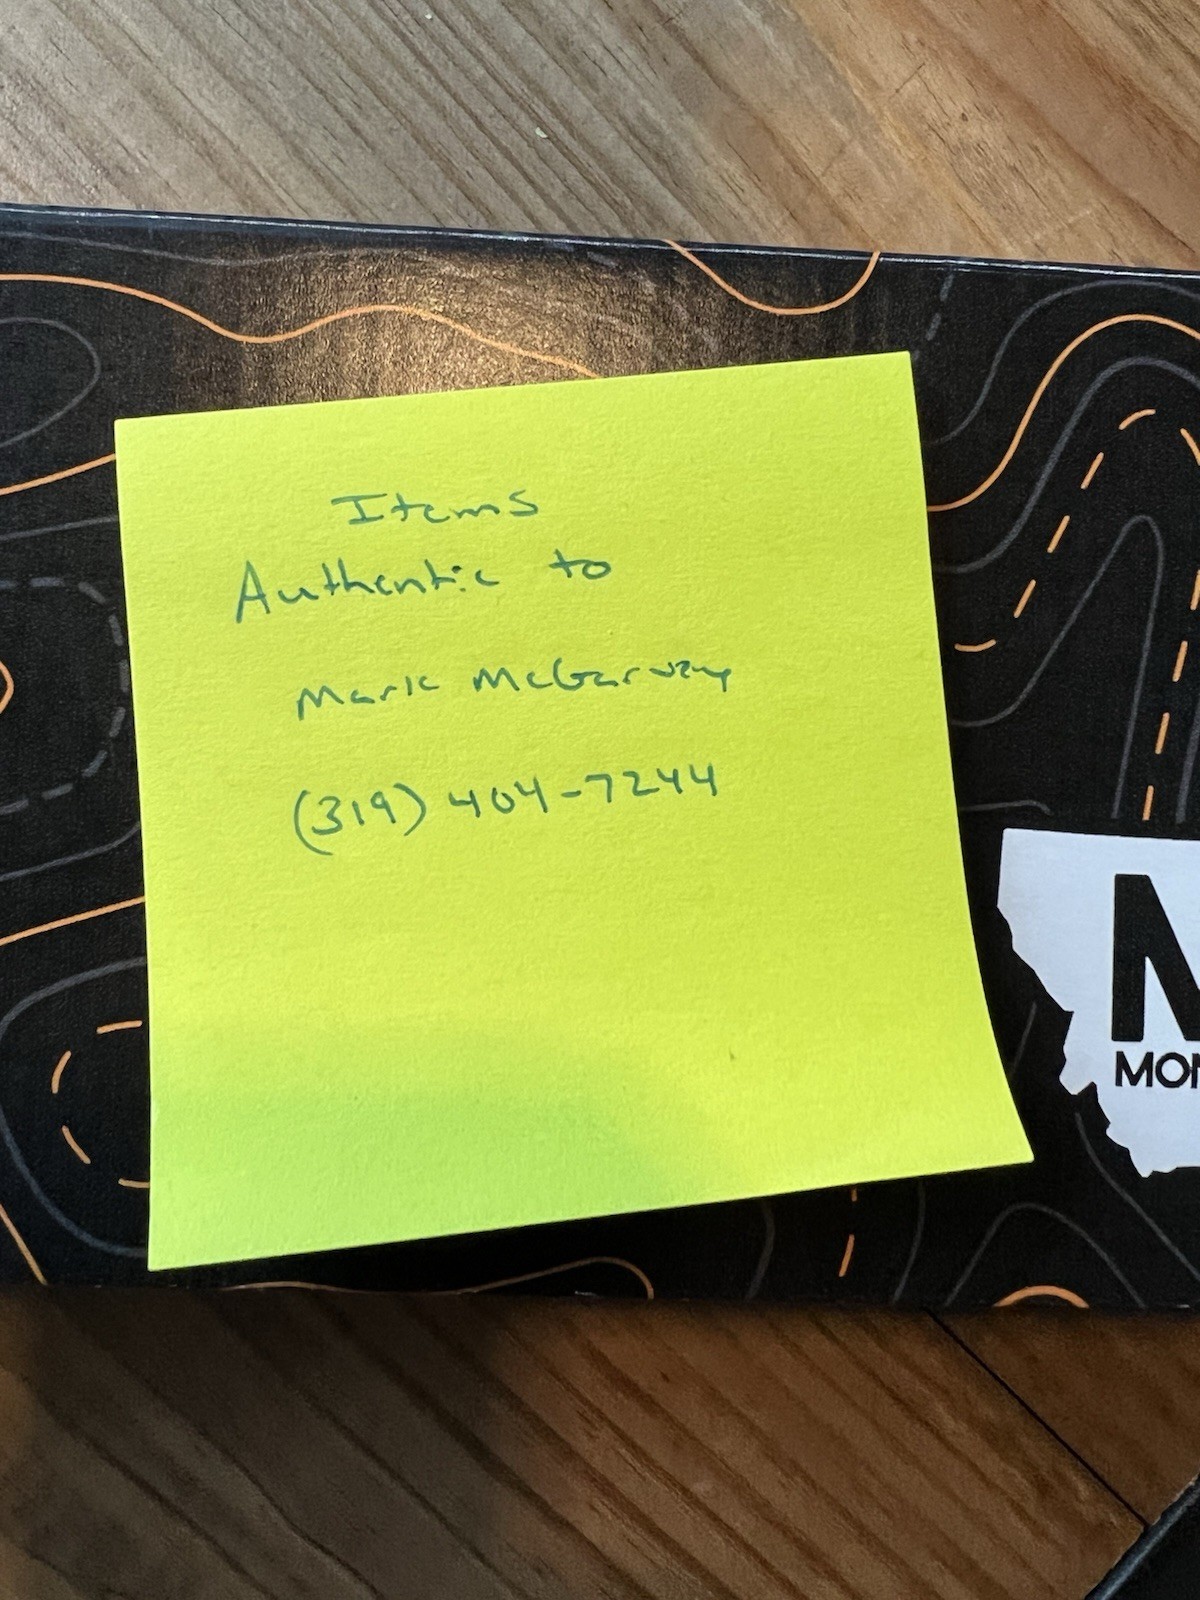 Items
Authentic to
Mark McGarvey
(319) 404-7244
M
MON